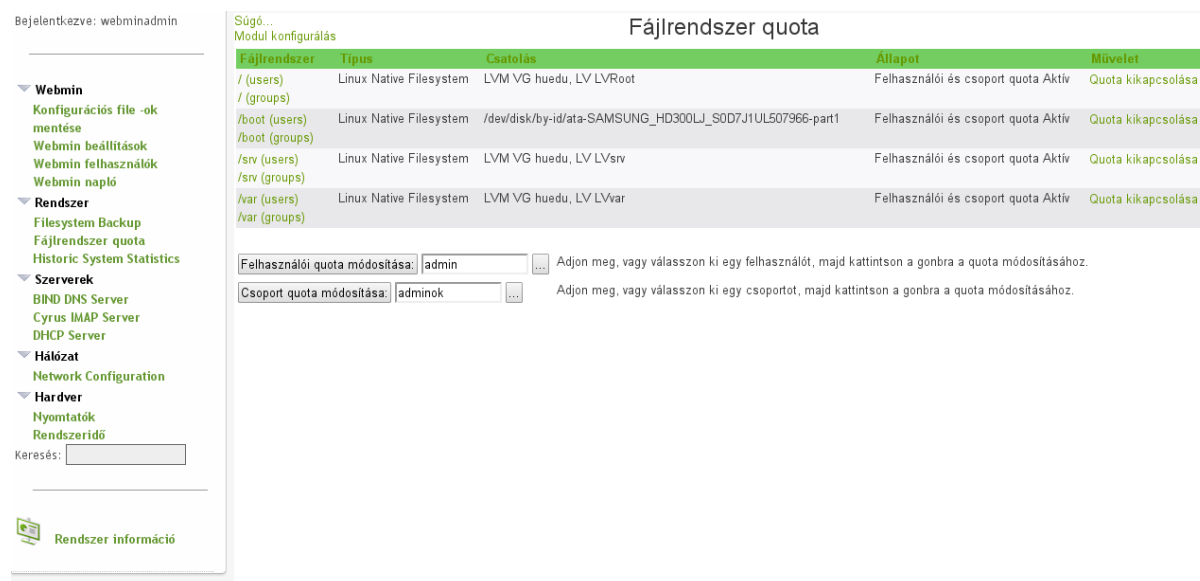 Bejelentkezve: webminadmin
Webmin
Konfigurációs file -ok
mentése
Webmin beállítások
Webmin felhasználók
Webmin napló
Rendszer
Filesystem Backup
Fájlrendszer quota
Historic System Statistics
Szerverek
BIND DNS Server
Cyrus IMAP Server
DHCP Server
Hálózat
Network Configuration
Hardver
Nyomtatók
Rendszeridő
Keresés:
Rendszer információ
Súgó...
Modul konfigurálás
Fájlrendszer quota
Fájlrendszer Típus Csatolás Állapot Művelet
/ (users) Linux Native Filesystem LVM VG huedu, LV LVRoot Felhasználói és csoport quota Aktív Quota kikapcsolása
/ (groups)
/boot (users) Linux Native Filesystem /dev/disk/by-id/ata-SAMSUNG_HD300LJ_S0D7J1UL507966-part1 Felhasználói és csoport quota Aktív Quota kikapcsolása
/boot (groups)
/srv (users) Linux Native Filesystem LVM VG huedu, LV LVsrv Felhasználói és csoport quota Aktív Quota kikapcsolása
/srv (groups)
/var (users) Linux Native Filesystem LVM VG huedu, LV LVvar Felhasználói és csoport quota Aktív Quota kikapcsolása
/var (groups)
Felhasználói quota módosítása: admin ... Adjon meg, vagy válasszon ki egy felhasználót, majd kattintson a gonbra a quota módosításához.
Csoport quota módosítása: adminok ... Adjon meg, vagy válasszon ki egy csoportot, majd kattintson a gonbra a quota módosításához.